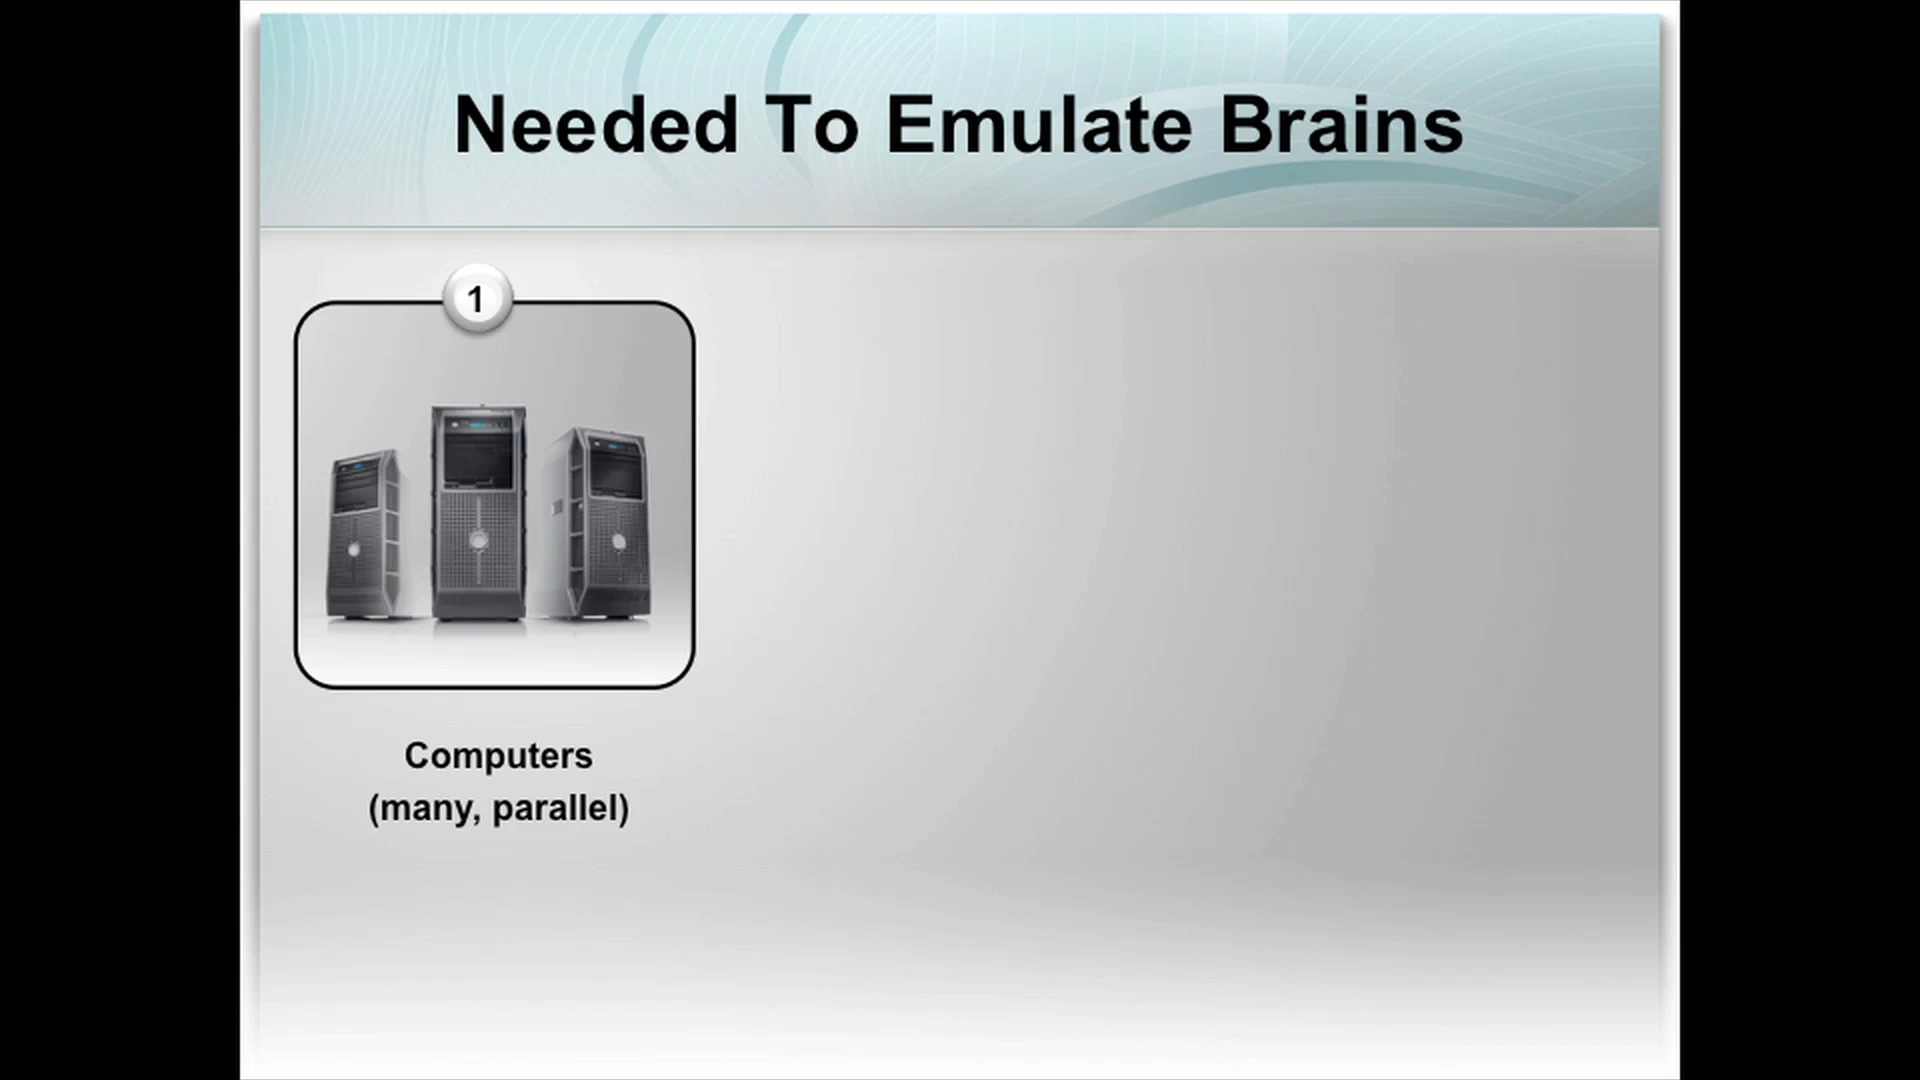 Needed To Emulate Brains
1
Computers
(many, parallel)